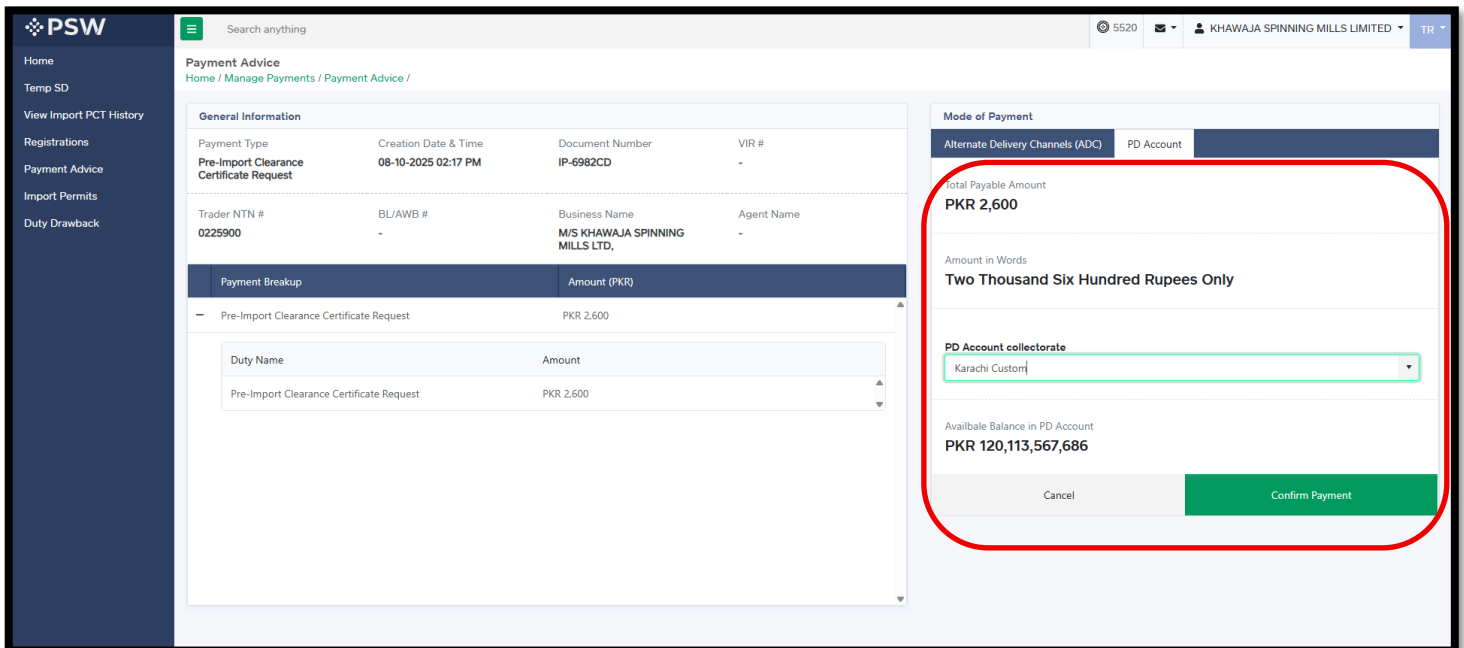 PSW
Search anything
5520
KHAWAJA SPINNING MILLS LIMITED
TR
Home
Temp SD
View Import PCT History
Registrations
Payment Advice
Import Permits
Duty Drawback
Payment Advice
Home / Manage Payments / Payment Advice /
General Information
Payment Type Creation Date & Time Document Number VIR #
Pre-Import Clearance 08-10-2025 02:17 PM IP-6982CD -
Certificate Request
Trader NTN # BL/AWB # Business Name Agent Name
0225900 - M/S KHAWAJA SPINNING -
MILLS LTD,
Payment Breakup Amount (PKR)
− Pre-Import Clearance Certificate Request PKR 2,600
Duty Name Amount
Pre-Import Clearance Certificate Request PKR 2,600
Mode of Payment
Alternate Delivery Channels (ADC) PD Account
Total Payable Amount
PKR 2,600
Amount in Words
Two Thousand Six Hundred Rupees Only
PD Account collectorate
Karachi Custom
Availbale Balance in PD Account
PKR 120,113,567,686
Cancel Confirm Payment